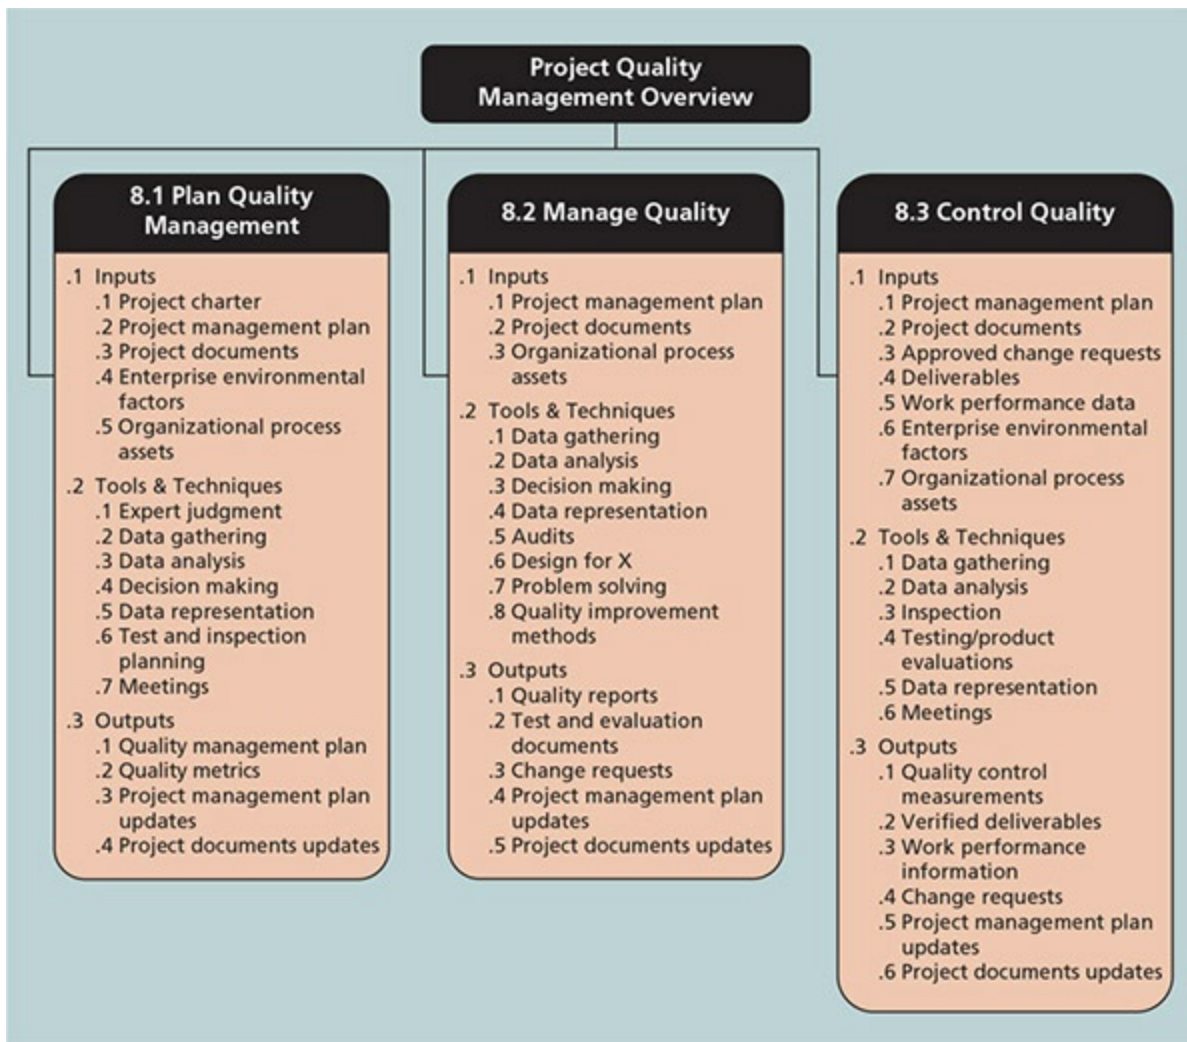 Project Quality
Management Overview
8.1 Plan Quality
Management
.1 Inputs
.1 Project charter
.2 Project management plan
.3 Project documents
.4 Enterprise environmental
factors
.5 Organizational process
assets
.2 Tools & Techniques
.1 Expert judgment
.2 Data gathering
.3 Data analysis
.4 Decision making
.5 Data representation
.6 Test and inspection
planning
.7 Meetings
.3 Outputs
.1 Quality management plan
.2 Quality metrics
.3 Project management plan
updates
.4 Project documents updates
8.2 Manage Quality
.1 Inputs
.1 Project management plan
.2 Project documents
.3 Organizational process
assets
.2 Tools & Techniques
.1 Data gathering
.2 Data analysis
.3 Decision making
.4 Data representation
.5 Audits
.6 Design for X
.7 Problem solving
.8 Quality improvement
methods
.3 Outputs
.1 Quality reports
.2 Test and evaluation
documents
.3 Change requests
.4 Project management plan
updates
.5 Project documents updates
8.3 Control Quality
.1 Inputs
.1 Project management plan
.2 Project documents
.3 Approved change requests
.4 Deliverables
.5 Work performance data
.6 Enterprise environmental
factors
.7 Organizational process
assets
.2 Tools & Techniques
.1 Data gathering
.2 Data analysis
.3 Inspection
.4 Testing/product
evaluations
.5 Data representation
.6 Meetings
.3 Outputs
.1 Quality control
measurements
.2 Verified deliverables
.3 Work performance
information
.4 Change requests
.5 Project management plan
updates
.6 Project documents updates